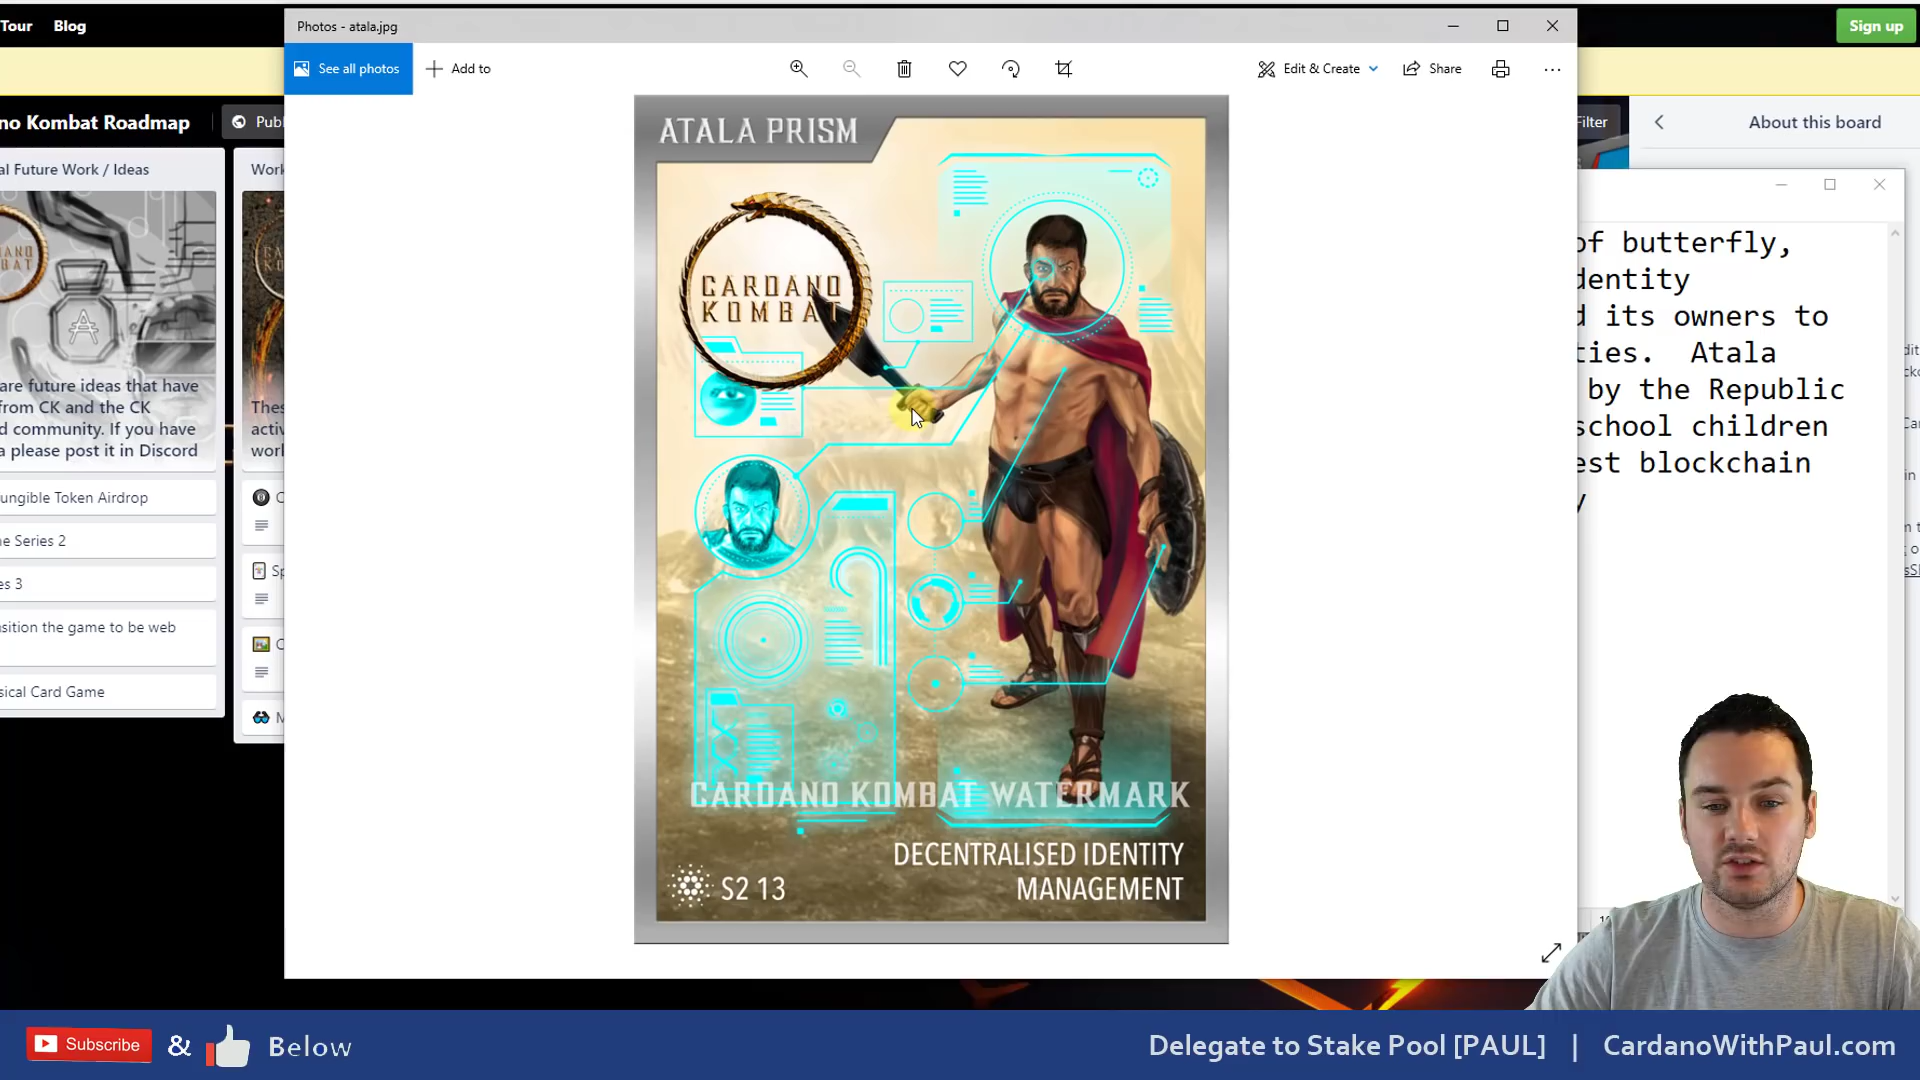 Tour Blog
Photos - atala.jpg
Sign up
See all photos
Add to
Edit & Create
Share
no Kombat Roadmap
Publ
Filter
About this board
al Future Work / Ideas
Work
are future ideas that have
from CK and the CK
d community. If you have
a please post it in Discord
These
activ
work
ungible Token Airdrop
e Series 2
es 3
sition the game to be web
sical Card Game
C
Sp
C
M
ATALA PRISM
CARDANO
KOMBAT
CARDANO KOMBAT WATERMARK
DECENTRALISED IDENTITY
MANAGEMENT
S2 13
of butterfly,
dentity
d its owners to
ties. Atala
by the Republic
school children
est blockchain
y
Subscribe & Below
Delegate to Stake Pool [PAUL] | CardanoWithPaul.com